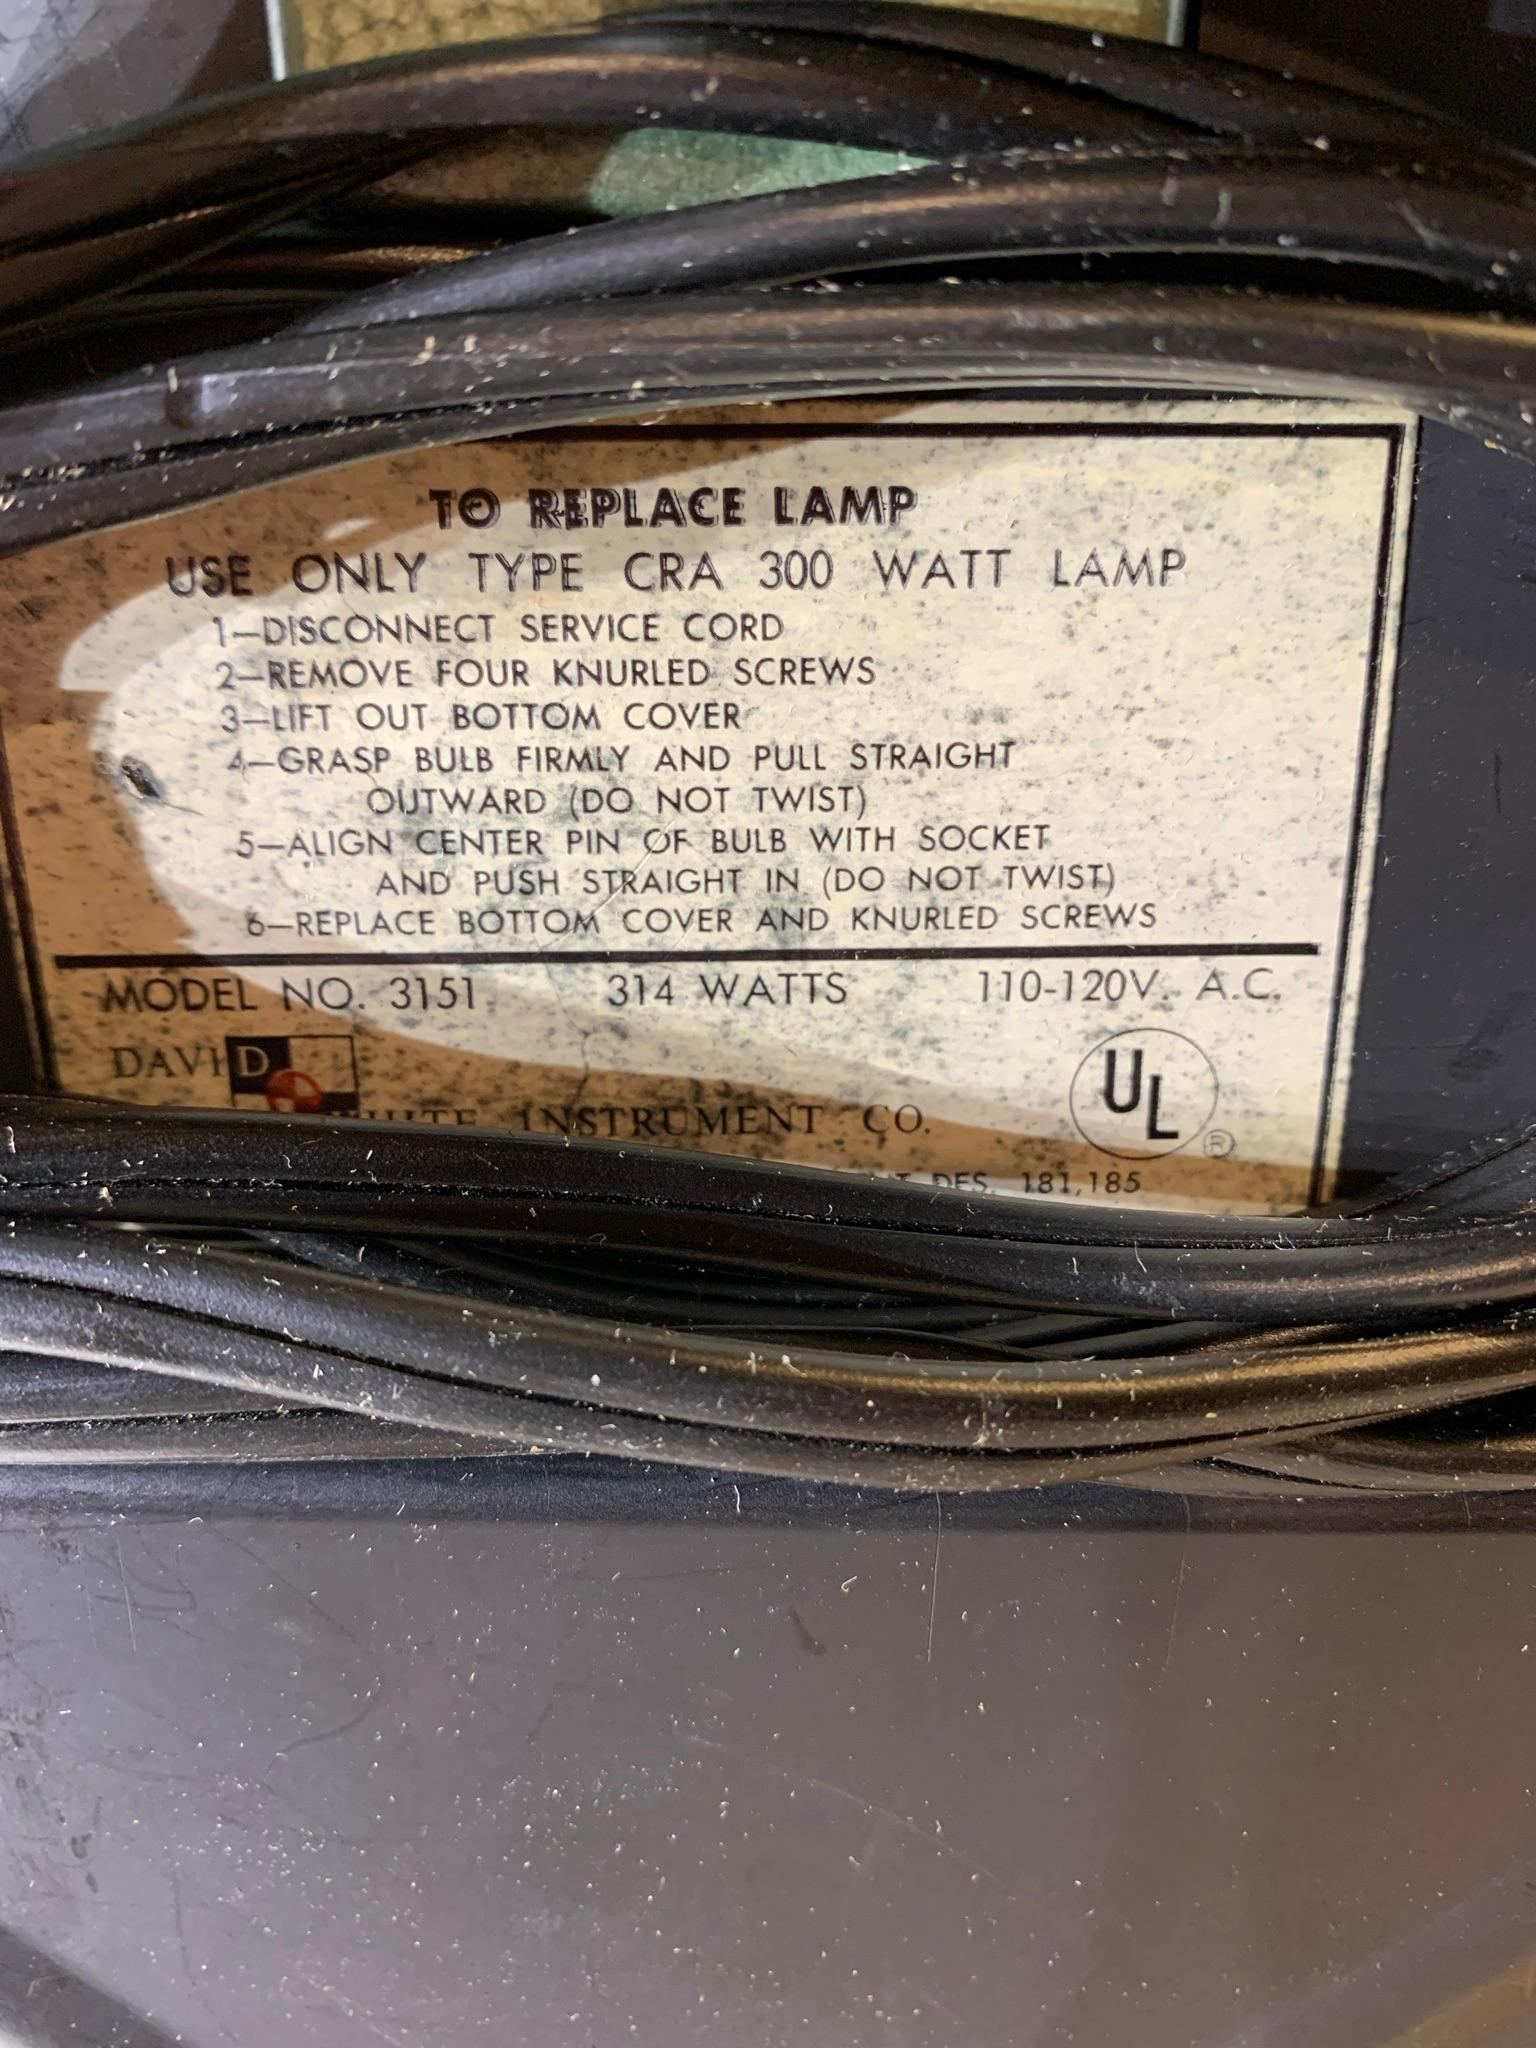 TO REPLACE LAMP
USE ONLY TYPE CRA 300 WATT LAMP
1—DISCONNECT SERVICE CORD
2—REMOVE FOUR KNURLED SCREWS
3—LIFT OUT BOTTOM COVER
4—GRASP BULB FIRMLY AND PULL STRAIGHT
OUTWARD (DO NOT TWIST)
5—ALIGN CENTER PIN OF BULB WITH SOCKET
AND PUSH STRAIGHT IN (DO NOT TWIST)
6—REPLACE BOTTOM COVER AND KNURLED SCREWS
MODEL NO. 3151 314 WATTS 110-120V. A.C.
DAVID
WHITE INSTRUMENT CO.
UL ®
DES. 181,185